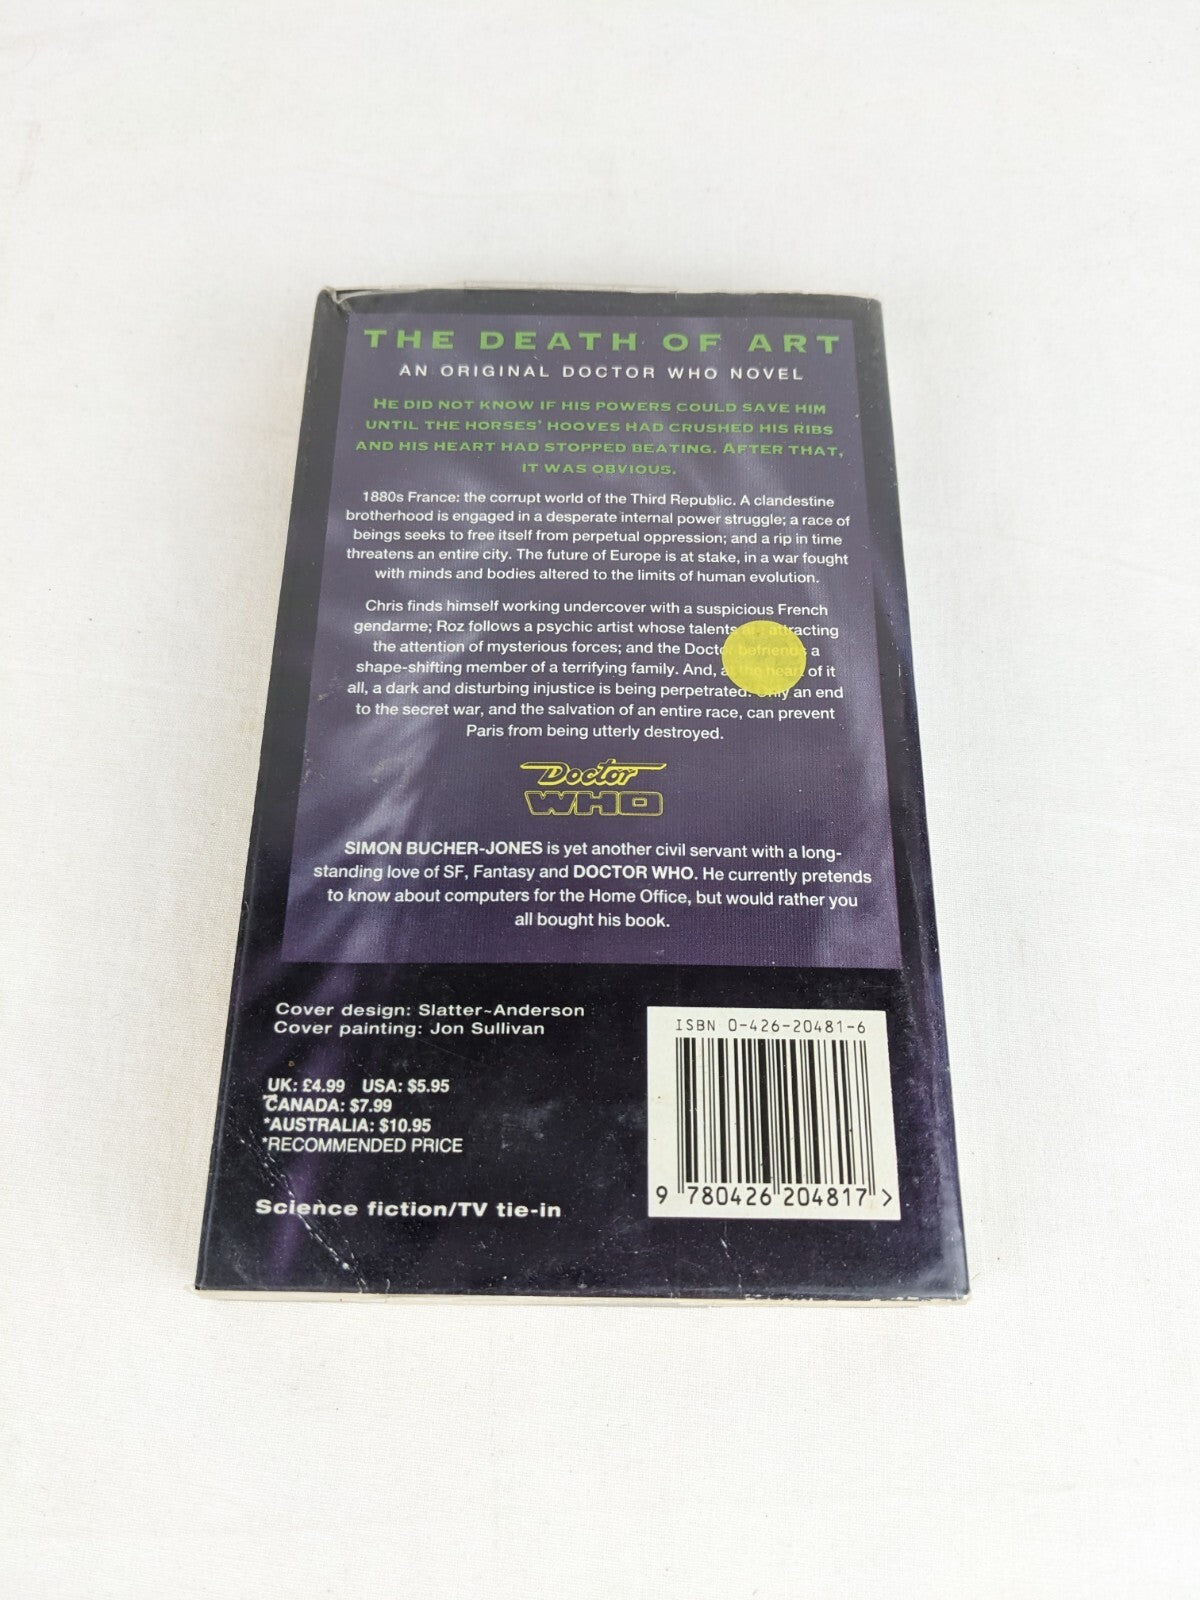 THE DEATH OF ART
AN ORIGINAL DOCTOR WHO NOVEL
HE DID NOT KNOW IF HIS POWERS COULD SAVE HIM
UNTIL THE HORSES' HOOVES HAD CRUSHED HIS RIBS
AND HIS HEART HAD STOPPED BEATING. AFTER THAT,
IT WAS OBVIOUS.
1880s France: the corrupt world of the Third Republic. A clandestine
brotherhood is engaged in a desperate internal power struggle; a race of
beings seeks to free itself from perpetual oppression; and a rip in time
threatens an entire city. The future of Europe is at stake, in a war fought
with minds and bodies altered to the limits of human evolution.
Chris finds himself working undercover with a suspicious French
gendarme; Roz follows a psychic artist whose talents are attracting
the attention of mysterious forces; and the Doctor befriends a
shape-shifting member of a terrifying family. And, at the heart of it
all, a dark and disturbing injustice is being perpetrated. Only an end
to the secret war, and the salvation of an entire race, can prevent
Paris from being utterly destroyed.
Doctor
WHO
SIMON BUCHER-JONES is yet another civil servant with a long-
standing love of SF, Fantasy and DOCTOR WHO. He currently pretends
to know about computers for the Home Office, but would rather you
all bought his book.
Cover design: Slatter~Anderson
Cover painting: Jon Sullivan
UK: £4.99 USA: $5.95
*CANADA: $7.99
*AUSTRALIA: $10.95
*RECOMMENDED PRICE
Science fiction/TV tie-in
ISBN 0-426-20481-6
9 780426 204817 >